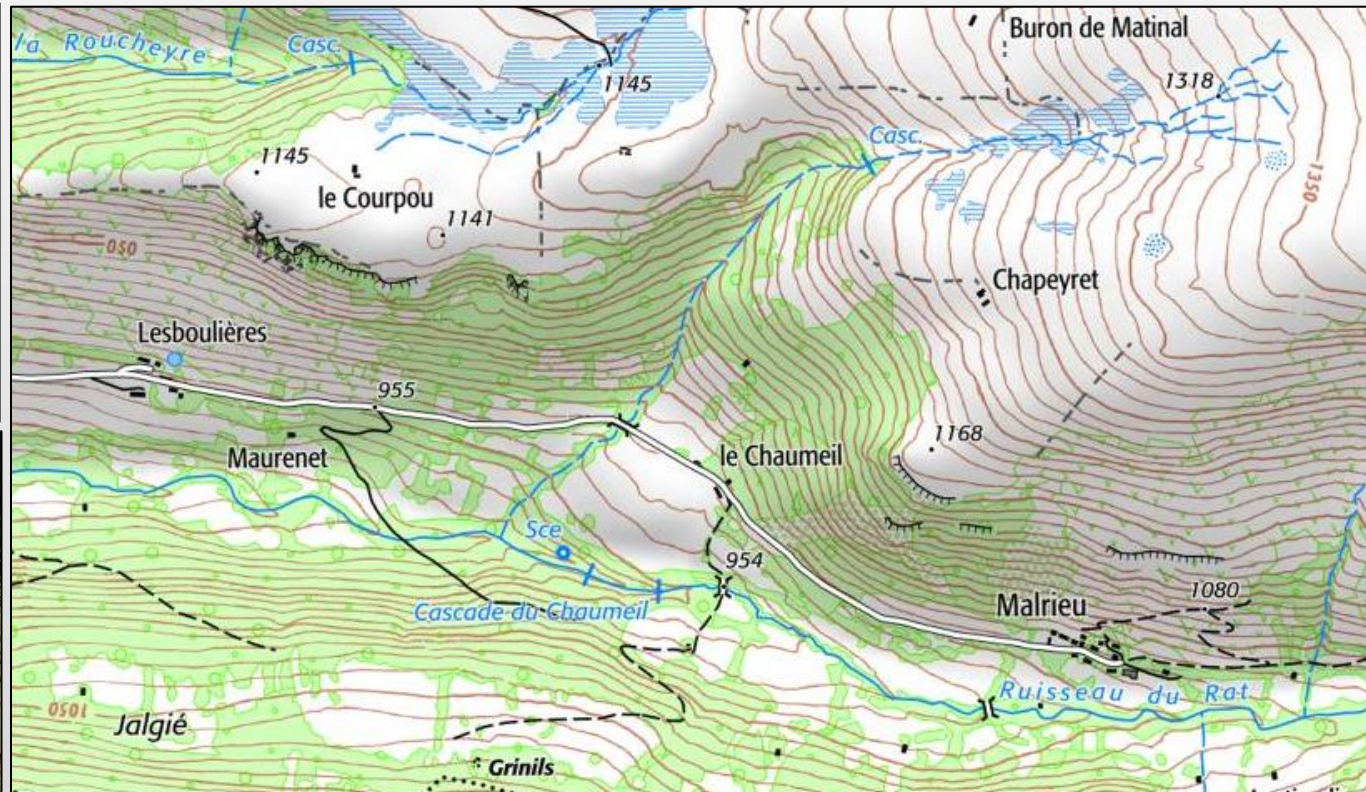 Buron de Matinal
la Roucheyre
Casc.
1145
1318
Casc.
1145
le Courpou
1350
1141
050
Chapeyret
Lesboulières
955
1168
Maurenet
le Chaumeil
Sce
954
Cascade du Chaumeil
Malrieu
1080
Ruisseau du Rat
1050
Jalgié
Grinils